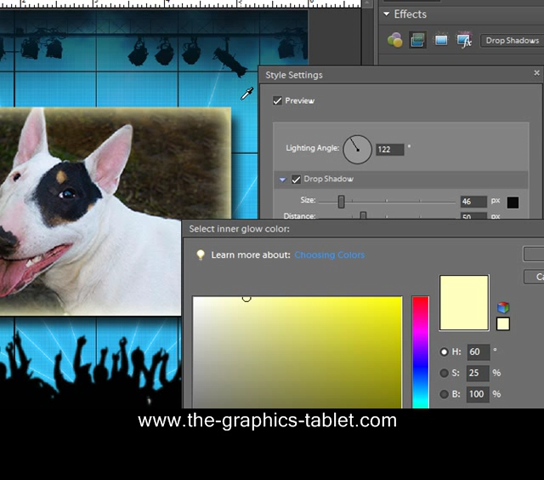 Effects
Drop Shadows
Style Settings
Preview
Lighting Angle: 122 °
Drop Shadow
Size: 46 px
Distance: 50 px
Select inner glow color:
Learn more about: Choosing Colors
H: 60 °
S: 25 %
B: 100 %
www.the-graphics-tablet.com